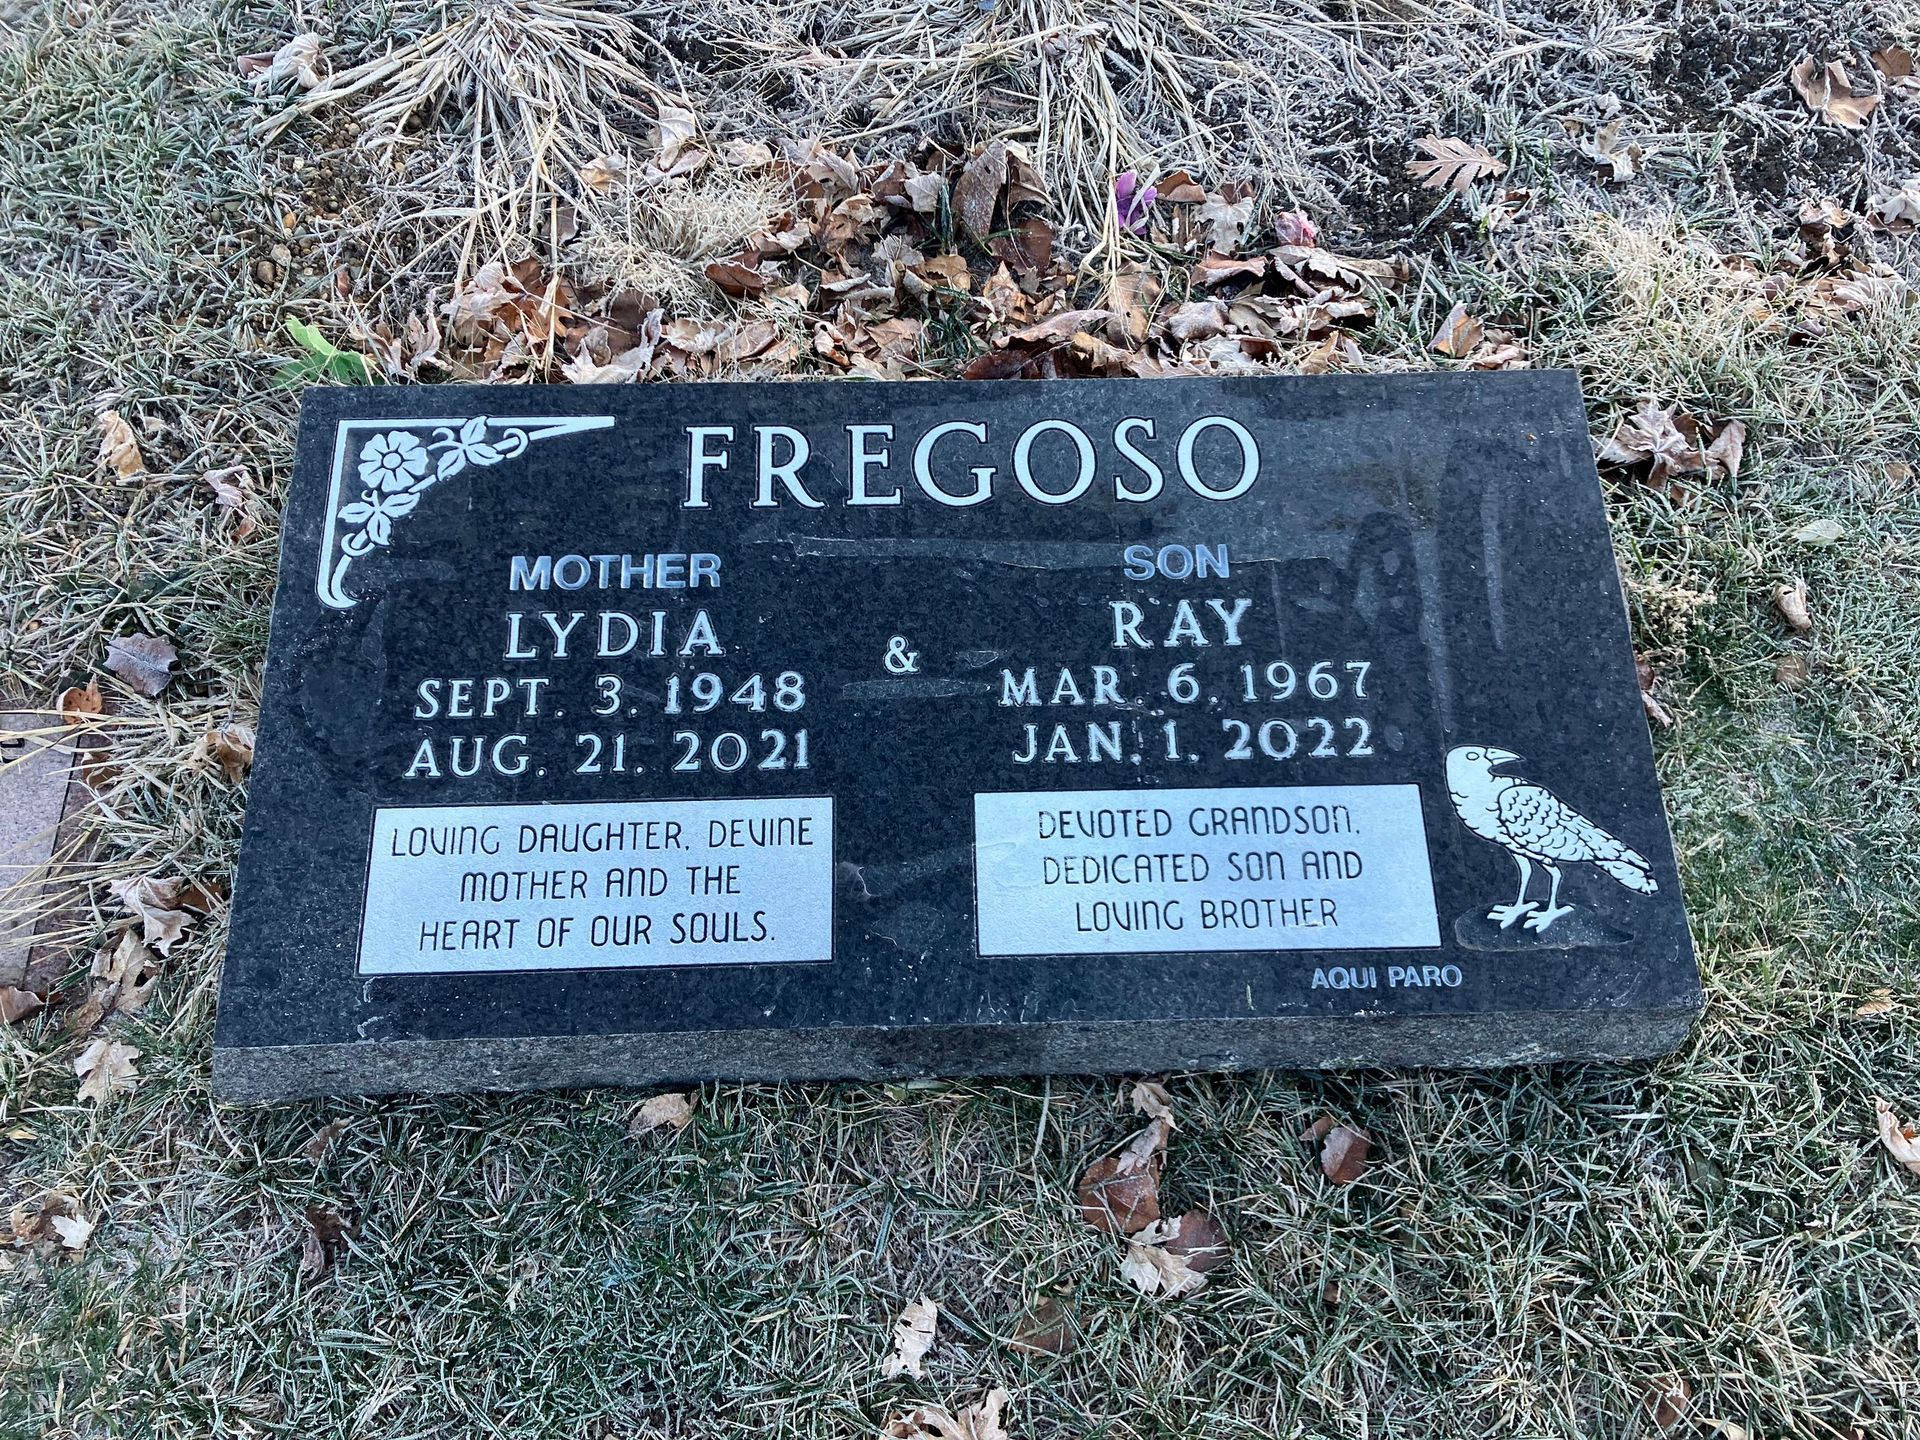 FREGOSO
MOTHER
LYDIA
SEPT. 3. 1948
AUG. 21. 2021
&
SON
RAY
MAR. 6. 1967
JAN. 1. 2022
LOVING DAUGHTER, DEVINE
MOTHER AND THE
HEART OF OUR SOULS.
DEVOTED GRANDSON,
DEDICATED SON AND
LOVING BROTHER
AQUI PARO